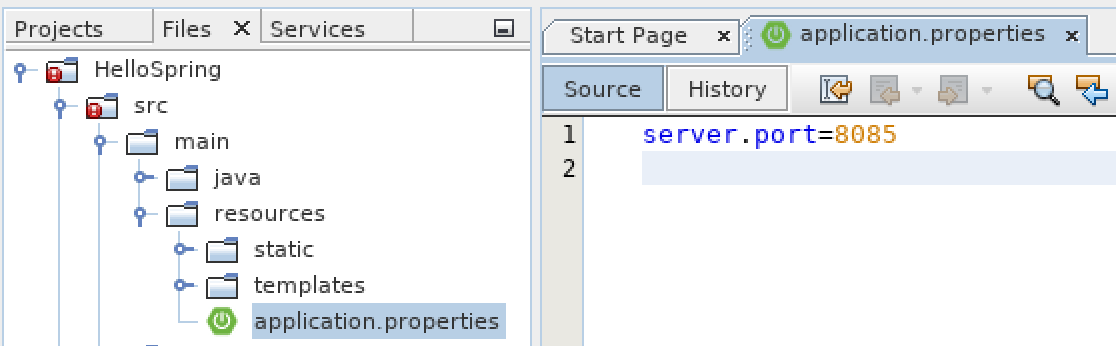 Projects Files Services
HelloSpring
src
main
java
resources
static
templates
application.properties
Start Page application.properties
Source History
1 server.port=8085
2